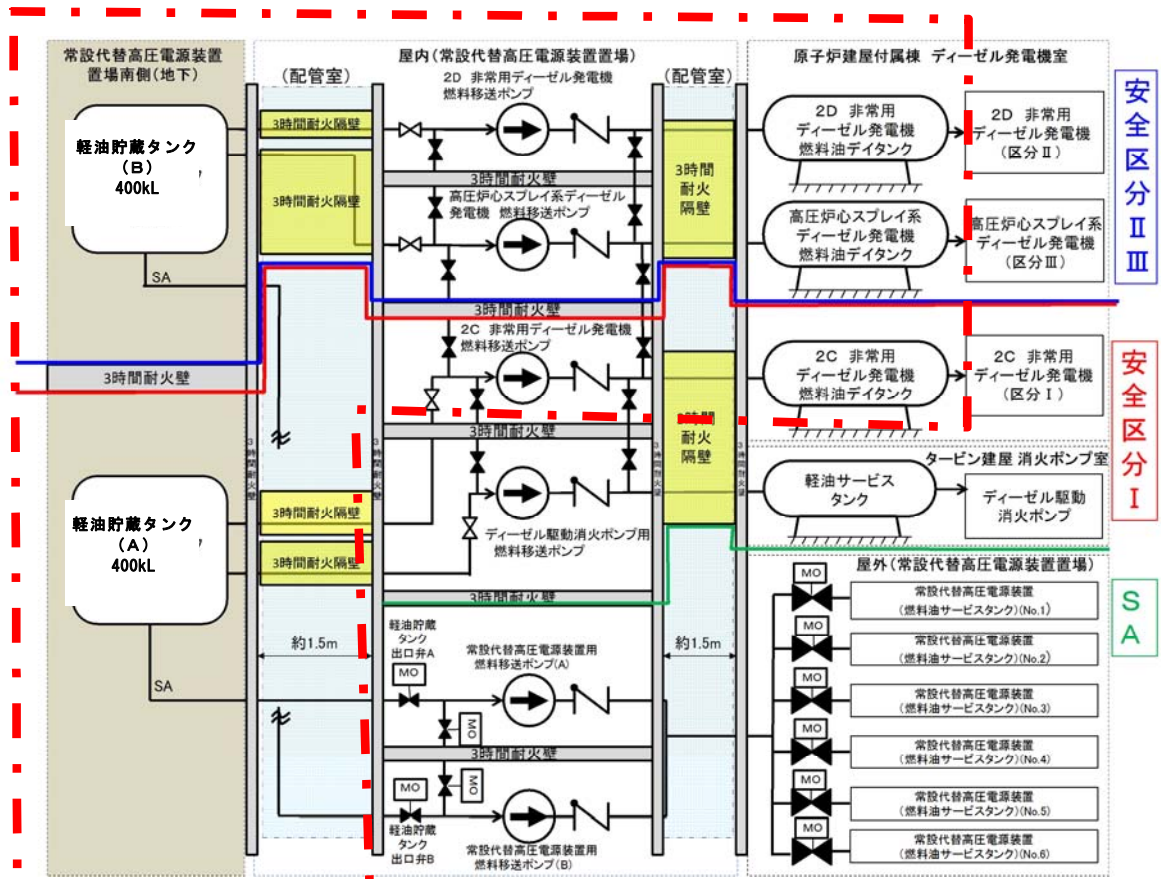 常設代替高圧電源装置
置場南側(地下)
(配管室)
屋内(常設代替高圧電源装置置場)
(配管室)
原子炉建屋付属棟 ディーゼル発電機室
軽油貯蔵タンク
(B)
400kL
SA
3時間耐火壁
軽油貯蔵タンク
(A)
400kL
SA
3時間耐火隔壁
3時間耐火隔壁
3時間耐火壁
3時間耐火隔壁
3時間耐火隔壁
約1.5m
2D 非常用ディーゼル発電機
燃料移送ポンプ
3時間耐火壁
高圧炉心スプレイ系ディーゼル
発電機 燃料移送ポンプ
3時間耐火壁
2C 非常用ディーゼル発電機
燃料移送ポンプ
3時間耐火壁
ディーゼル駆動消火ポンプ用
燃料移送ポンプ
3時間耐火壁
軽油貯蔵
タンク
出口弁A
MO
常設代替高圧電源装置用
燃料移送ポンプ(A)
MO
3時間耐火壁
MO
MO
軽油貯蔵
タンク
出口弁B
常設代替高圧電源装置用
燃料移送ポンプ(B)
3時間
耐火
隔壁
3時間
耐火
隔壁
3時間耐火壁
3時間耐火壁
約1.5m
2D 非常用
ディーゼル発電機
燃料油デイタンク
2D 非常用
ディーゼル発電機
(区分Ⅱ)
高圧炉心スプレイ系
ディーゼル発電機
燃料油デイタンク
高圧炉心スプレイ系
ディーゼル発電機
(区分Ⅲ)
2C 非常用
ディーゼル発電機
燃料油デイタンク
2C 非常用
ディーゼル発電機
(区分Ⅰ)
タービン建屋 消火ポンプ室
軽油サービス
タンク
ディーゼル駆動
消火ポンプ
屋外(常設代替高圧電源装置置場)
MO
常設代替高圧電源装置
(燃料油サービスタンク)(No.1)
MO
常設代替高圧電源装置
(燃料油サービスタンク)(No.2)
MO
常設代替高圧電源装置
(燃料油サービスタンク)(No.3)
MO
常設代替高圧電源装置
(燃料油サービスタンク)(No.4)
MO
常設代替高圧電源装置
(燃料油サービスタンク)(No.5)
MO
常設代替高圧電源装置
(燃料油サービスタンク)(No.6)
安全区分ⅡⅢ
安全区分Ⅰ
SA